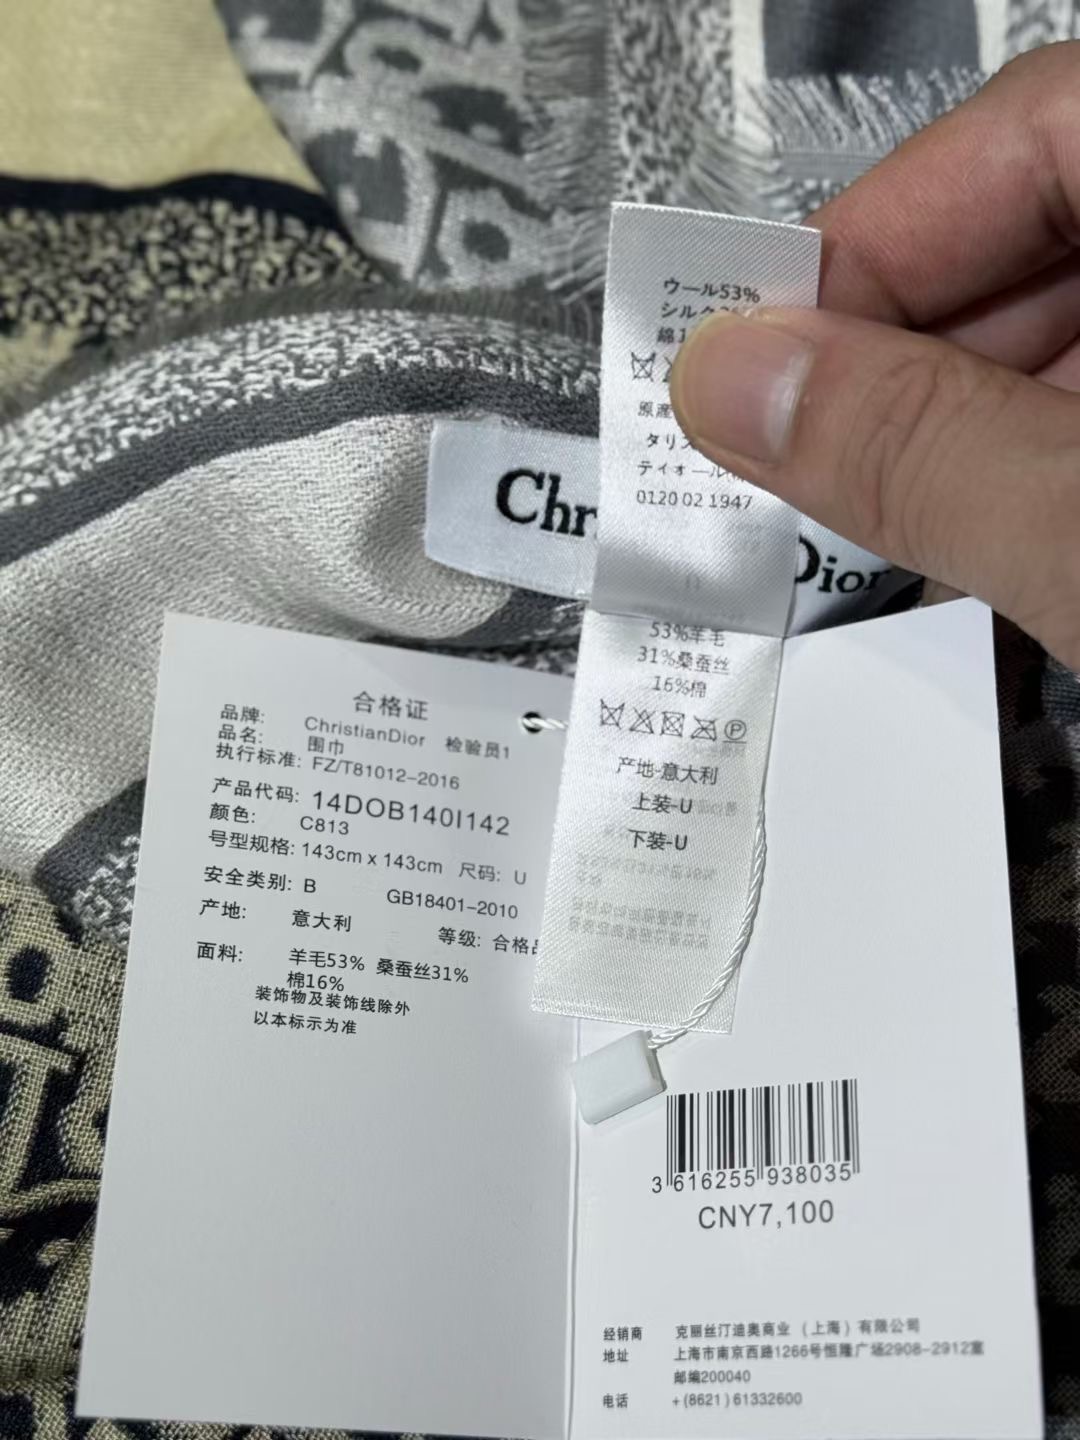 ウール53%
シルク
綿1
原産
タリ
ティオール
0120 02 1947
Chr
Dior
53%羊毛
31%桑蚕丝
16%棉
产地-意大利
上装-U
下装-U
合格证
品牌: ChristianDior 检验员1
品名: 围巾
执行标准: FZ/T81012-2016
产品代码: 14DOB140I142
颜色: C813
号型规格: 143cm x 143cm 尺码: U
安全类别: B GB18401-2010
产地: 意大利 等级: 合格
面料: 羊毛53% 桑蚕丝31%
棉16%
装饰物及装饰线除外
以本标示为准
3 616255 938035
CNY7,100
经销商 克丽丝汀迪奥商业（上海）有限公司
地址 上海市南京西路1266号恒隆广场2908-2912室
邮编200040
电话 +(8621)61332600